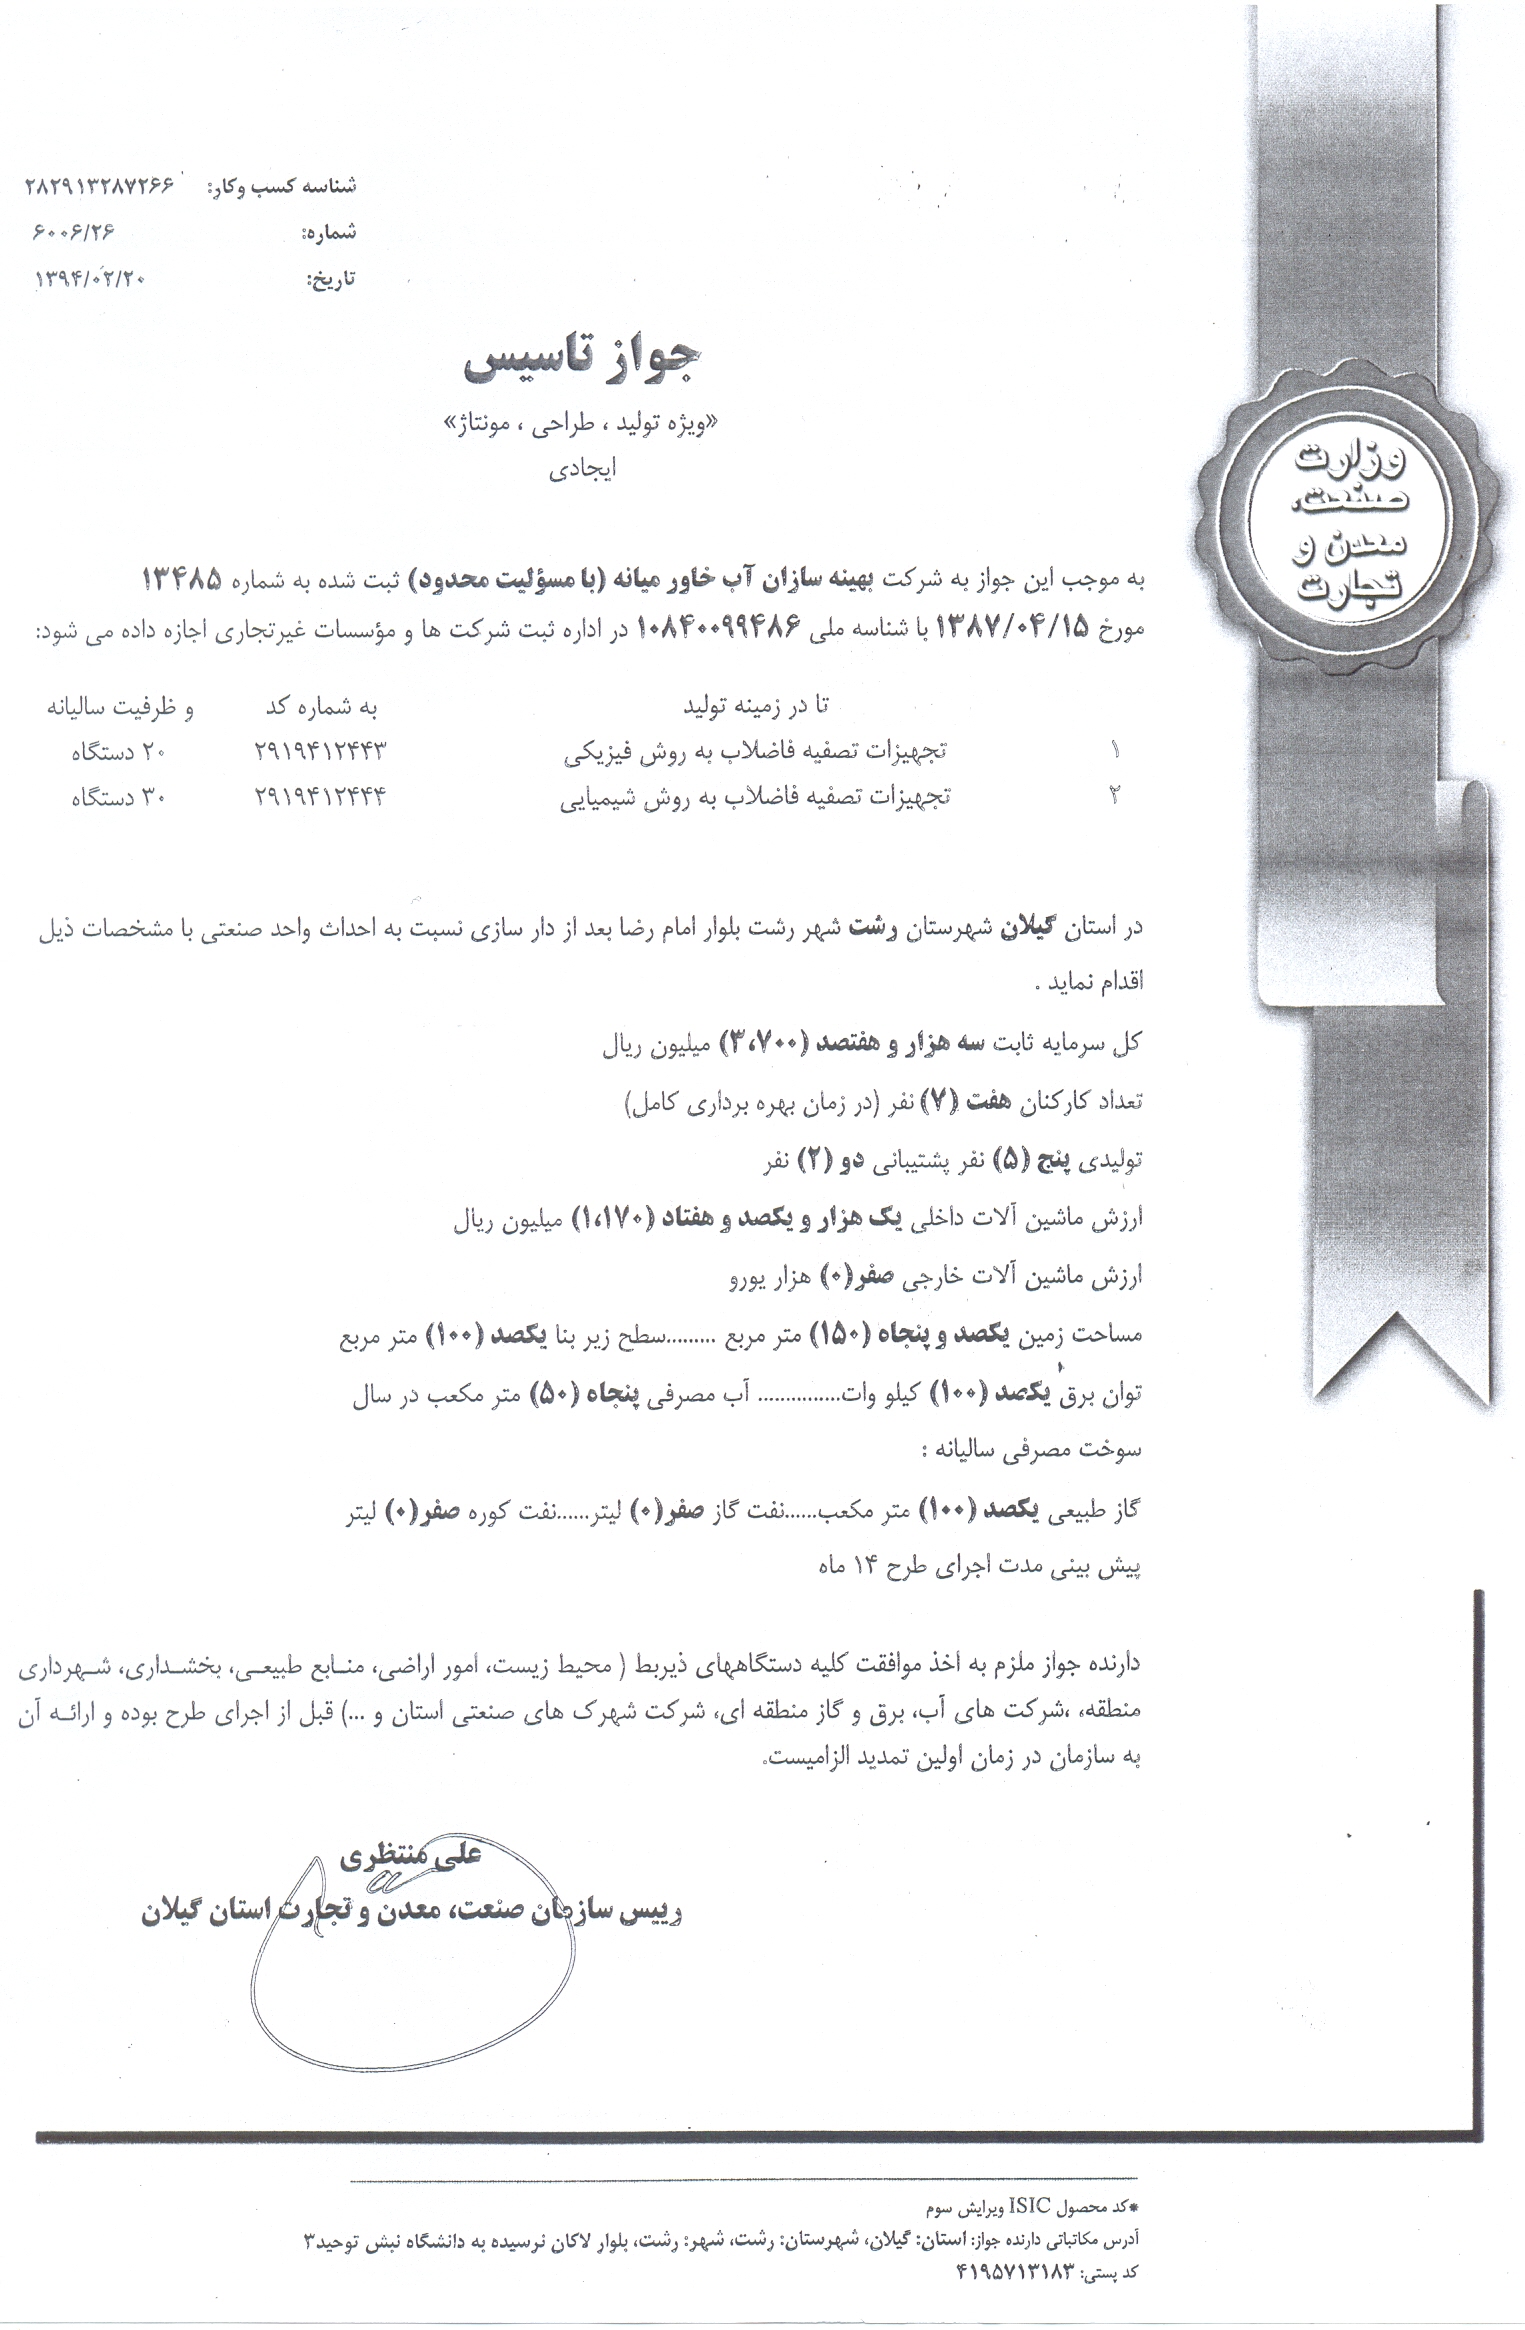 شناسه کسب وکار: ۲۸۲۹۱۳۲۸۷۲۶۶
شماره: ۶۰۰۶/۲۶
تاریخ: ۱۳۹۴/۰۲/۲۰
جواز تاسیس
«ویژه تولید ، طراحی ، مونتاژ»
ایجادی
وزارت
صنعت،
معدن و
تجارت
به موجب این جواز به شرکت بهینه سازان آب خاور میانه (با مسؤلیت محدود) ثبت شده به شماره ۱۳۴۸۵
مورخ ۱۳۸۷/۰۴/۱۵ با شناسه ملی ۱۰۸۴۰۰۹۹۴۸۶ در اداره ثبت شرکت ها و مؤسسات غیرتجاری اجازه داده می شود:
تا در زمینه تولید به شماره کد و ظرفیت سالیانه
۱ تجهیزات تصفیه فاضلاب به روش فیزیکی ۲۹۱۹۴۱۲۴۴۳ ۲۰ دستگاه
۲ تجهیزات تصفیه فاضلاب به روش شیمیایی ۲۹۱۹۴۱۲۴۴۴ ۳۰ دستگاه
در استان گیلان شهرستان رشت شهر رشت بلوار امام رضا بعد از دار سازی نسبت به احداث واحد صنعتی با مشخصات ذیل
اقدام نماید .
کل سرمایه ثابت سه هزار و هفتصد (۳،۷۰۰) میلیون ریال
تعداد کارکنان هفت (۷) نفر (در زمان بهره برداری کامل)
تولیدی پنج (۵) نفر پشتیبانی دو (۲) نفر
ارزش ماشین آلات داخلی یک هزار و یکصد و هفتاد (۱،۱۷۰) میلیون ریال
ارزش ماشین آلات خارجی صفر(۰) هزار یورو
مساحت زمین یکصد و پنجاه (۱۵۰) متر مربع .........سطح زیر بنا یکصد (۱۰۰) متر مربع
توان برق یکصد (۱۰۰) کیلو وات............... آب مصرفی پنجاه (۵۰) متر مکعب در سال
سوخت مصرفی سالیانه :
گاز طبیعی یکصد (۱۰۰) متر مکعب......نفت گاز صفر(۰) لیتر......نفت کوره صفر(۰) لیتر
پیش بینی مدت اجرای طرح ۱۴ ماه
دارنده جواز ملزم به اخذ موافقت کلیه دستگاههای ذیربط ( محیط زیست، امور اراضی، منابع طبیعی، بخشداری، شهرداری
منطقه، ،شرکت های آب، برق و گاز منطقه ای، شرکت شهرک های صنعتی استان و ...) قبل از اجرای طرح بوده و ارائه آن
به سازمان در زمان اولین تمدید الزامیست.
علی منتظری
رییس سازمان صنعت، معدن و تجارت استان گیلان
*کد محصول ISIC ویرایش سوم
آدرس مکاتباتی دارنده جواز: استان: گیلان، شهرستان: رشت، شهر: رشت، بلوار لاکان نرسیده به دانشگاه نبش توحید۳
کد پستی: ۴۱۹۵۷۱۳۱۸۳